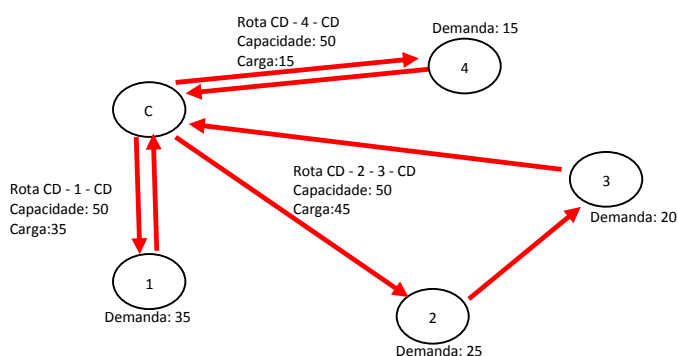 Rota CD - 4 - CD
Capacidade: 50
Carga:15
Demanda: 15
4
C
Rota CD - 2 - 3 - CD
Capacidade: 50
Carga:45
3
Demanda: 20
Rota CD - 1 - CD
Capacidade: 50
Carga:35
1
Demanda: 35
2
Demanda: 25